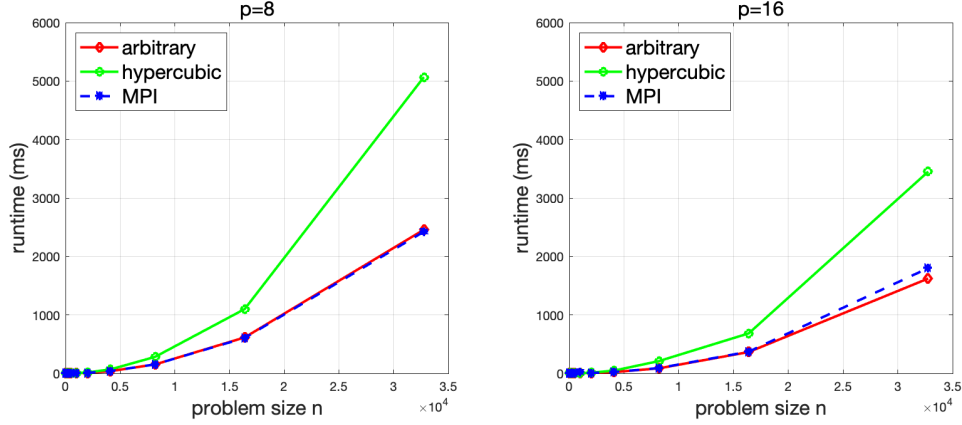 p=8
6000
5000
4000
3000
2000
1000
0
runtime (ms)
arbitrary
hypercubic
MPI
0 0.5 1 1.5 2 2.5 3 3.5
×10⁴
problem size n
p=16
6000
5000
4000
3000
2000
1000
0
runtime (ms)
arbitrary
hypercubic
MPI
0 0.5 1 1.5 2 2.5 3 3.5
×10⁴
problem size n